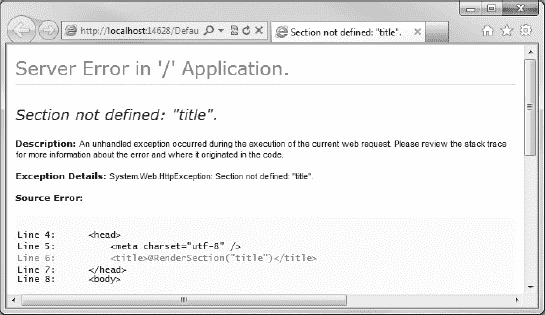 http://localhost:14628/Defau
Section not defined: "title".
Server Error in '/' Application.
Section not defined: "title".
Description: An unhandled exception occurred during the execution of the current web request. Please review the stack trace
for more information about the error and where it originated in the code.
Exception Details: System.Web.HttpException: Section not defined: "title".
Source Error:
Line 4: <head>
Line 5: <meta charset="utf-8" />
Line 6: <title>@RenderSection("title")</title>
Line 7: </head>
Line 8: <body>